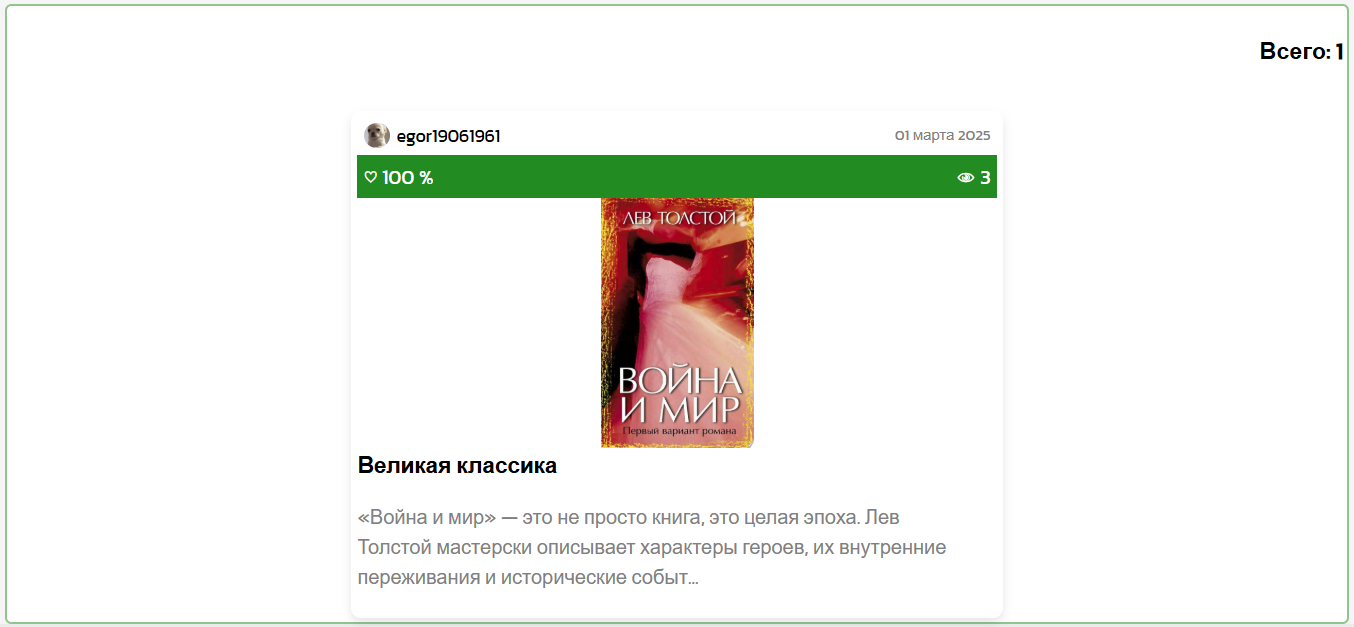 Всего: 1
egor19061961
01 марта 2025
100 %
3
ЛЕВ ТОЛСТОЙ
ВОЙНА
И МИР
Первый вариант романа
Великая классика
«Война и мир» — это не просто книга, это целая эпоха. Лев
Толстой мастерски описывает характеры героев, их внутренние
переживания и исторические событ...